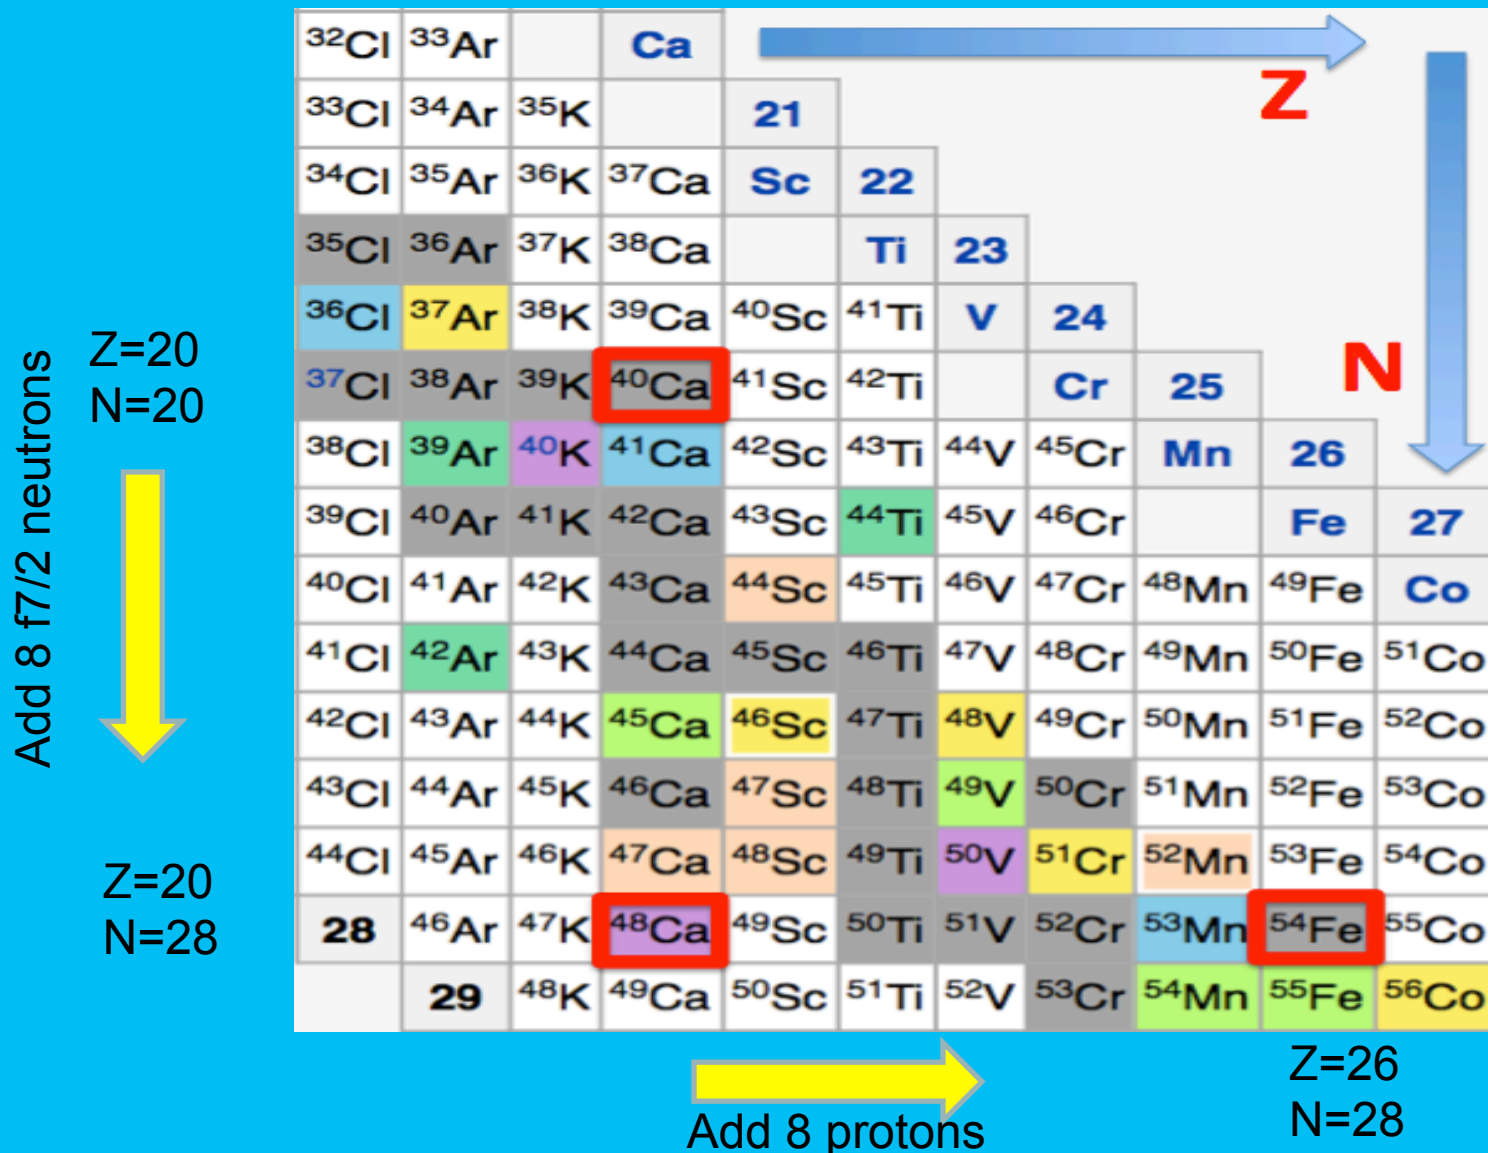 32Cl 33Ar Ca
Z
33Cl 34Ar 35K 21
34Cl 35Ar 36K 37Ca Sc 22
35Cl 36Ar 37K 38Ca Ti 23
36Cl 37Ar 38K 39Ca 40Sc 41Ti V 24
N
37Cl 38Ar 39K 40Ca 41Sc 42Ti Cr 25
38Cl 39Ar 40K 41Ca 42Sc 43Ti 44V 45Cr Mn 26
39Cl 40Ar 41K 42Ca 43Sc 44Ti 45V 46Cr Fe 27
40Cl 41Ar 42K 43Ca 44Sc 45Ti 46V 47Cr 48Mn 49Fe Co
41Cl 42Ar 43K 44Ca 45Sc 46Ti 47V 48Cr 49Mn 50Fe 51Co
42Cl 43Ar 44K 45Ca 46Sc 47Ti 48V 49Cr 50Mn 51Fe 52Co
43Cl 44Ar 45K 46Ca 47Sc 48Ti 49V 50Cr 51Mn 52Fe 53Co
44Cl 45Ar 46K 47Ca 48Sc 49Ti 50V 51Cr 52Mn 53Fe 54Co
28 46Ar 47K 48Ca 49Sc 50Ti 51V 52Cr 53Mn 54Fe 55Co
29 48K 49Ca 50Sc 51Ti 52V 53Cr 54Mn 55Fe 56Co
Z=20
N=20
Add 8 f7/2 neutrons
Z=20
N=28
Add 8 protons
Z=26
N=28